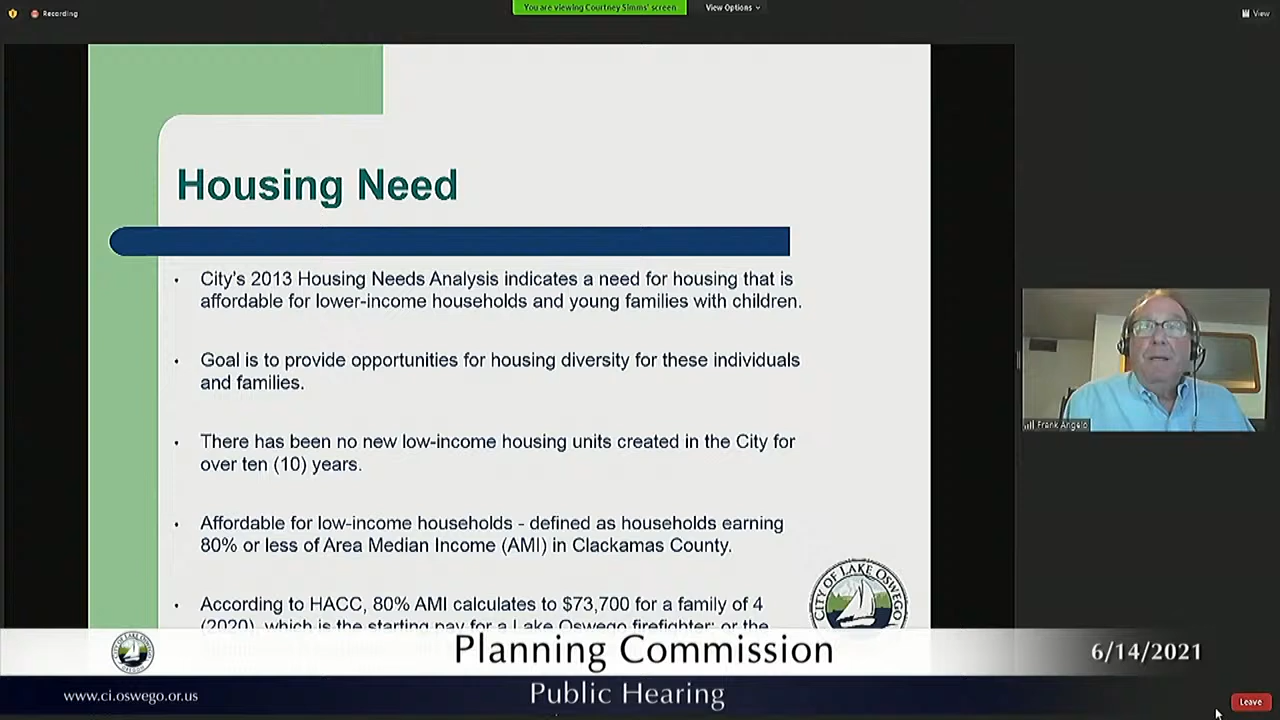 Recording
You are viewing Courtney Simms' screen
View Options
View
Housing Need
City's 2013 Housing Needs Analysis indicates a need for housing that is
affordable for lower-income households and young families with children.
Goal is to provide opportunities for housing diversity for these individuals
and families.
There has been no new low-income housing units created in the City for
over ten (10) years.
Affordable for low-income households - defined as households earning
80% or less of Area Median Income (AMI) in Clackamas County.
According to HACC, 80% AMI calculates to $73,700 for a family of 4
(2020), which is the starting pay for a Lake Oswego firefighter; or the
CITY OF LAKE OSWEGO
Frank Angelo
Planning Commission
6/14/2021
www.ci.oswego.or.us
Public Hearing
Leave